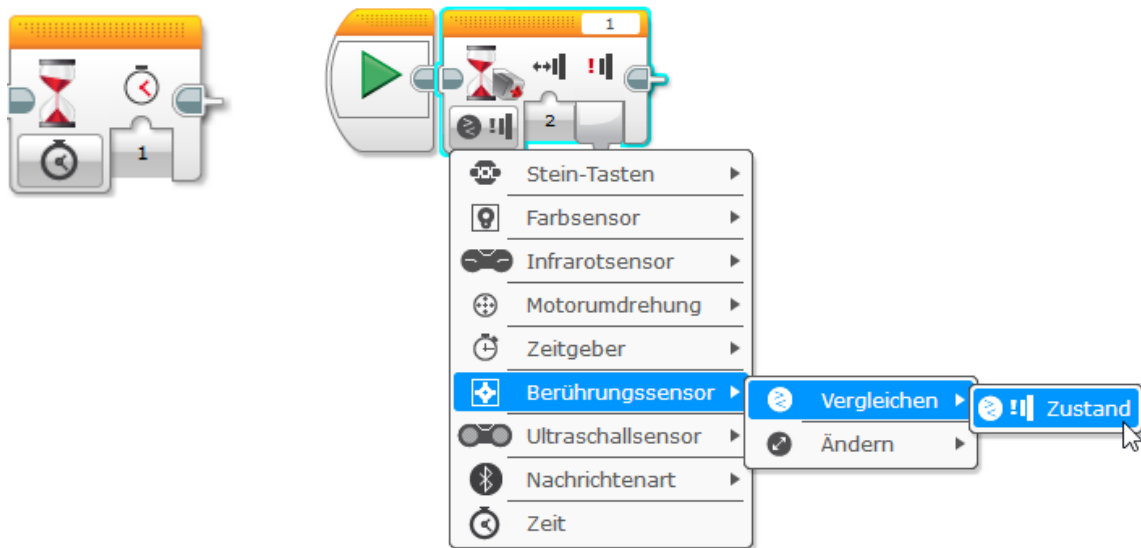 1
1
2
Stein-Tasten
Farbsensor
Infrarotsensor
Motorumdrehung
Zeitgeber
Berührungssensor
Vergleichen
Zustand
Ultraschallsensor
Ändern
Nachrichtenart
Zeit